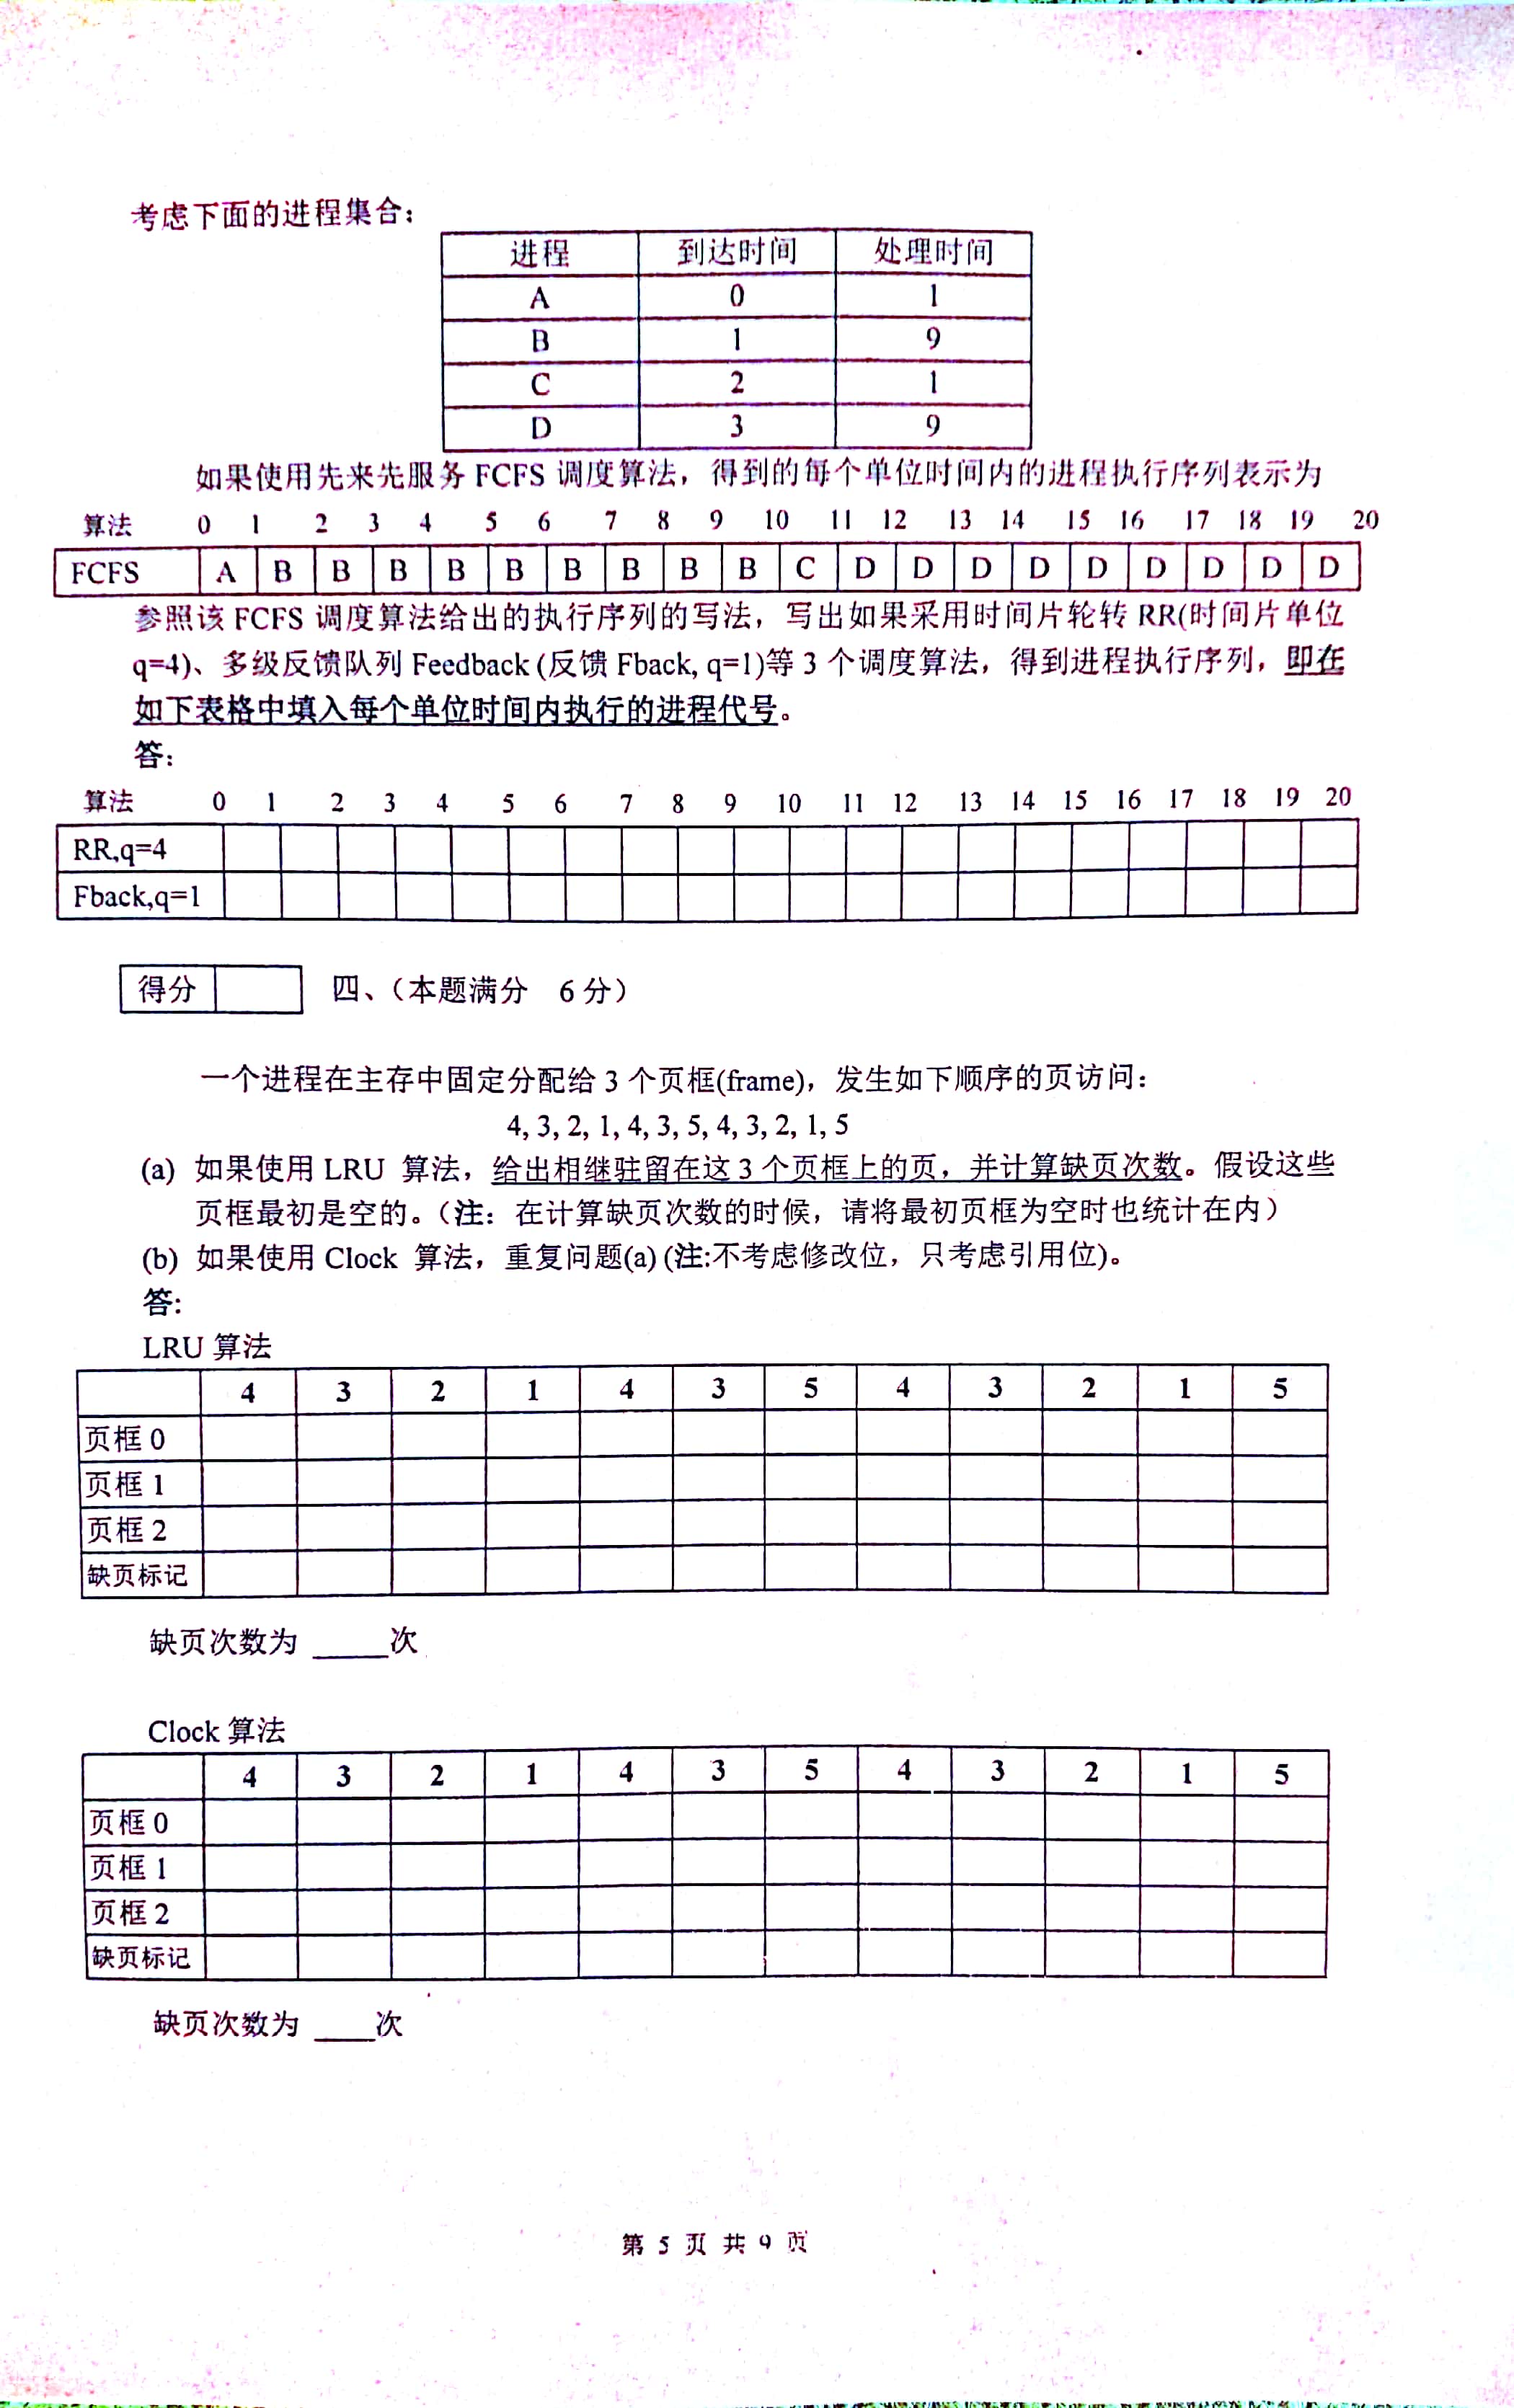 考虑下面的进程集合：
进程 到达时间 处理时间
A 0 1
B 1 9
C 2 1
D 3 9
如果使用先来先服务 FCFS 调度算法，得到的每个单位时间内的进程执行序列表示为
算法 0 1 2 3 4 5 6 7 8 9 10 11 12 13 14 15 16 17 18 19 20
FCFS A B B B B B B B B B C D D D D D D D D D
参照该 FCFS 调度算法给出的执行序列的写法，写出如果采用时间片轮转 RR(时间片单位
q=4)、多级反馈队列 Feedback (反馈 Fback, q=1)等 3 个调度算法，得到进程执行序列，即在
如下表格中填入每个单位时间内执行的进程代号。
答：
算法 0 1 2 3 4 5 6 7 8 9 10 11 12 13 14 15 16 17 18 19 20
RR,q=4
Fback,q=1
得分 四、（本题满分 6 分）
一个进程在主存中固定分配给 3 个页框(frame)，发生如下顺序的页访问：
4, 3, 2, 1, 4, 3, 5, 4, 3, 2, 1, 5
(a) 如果使用 LRU 算法，给出相继驻留在这 3 个页框上的页，并计算缺页次数。假设这些
页框最初是空的。（注：在计算缺页次数的时候，请将最初页框为空时也统计在内）
(b) 如果使用 Clock 算法，重复问题(a) (注:不考虑修改位，只考虑引用位)。
答:
LRU 算法
4 3 2 1 4 3 5 4 3 2 1 5
页框 0
页框 1
页框 2
缺页标记
缺页次数为 _____次
Clock 算法
4 3 2 1 4 3 5 4 3 2 1 5
页框 0
页框 1
页框 2
缺页标记
缺页次数为 ____次
第 5 页 共 9 页